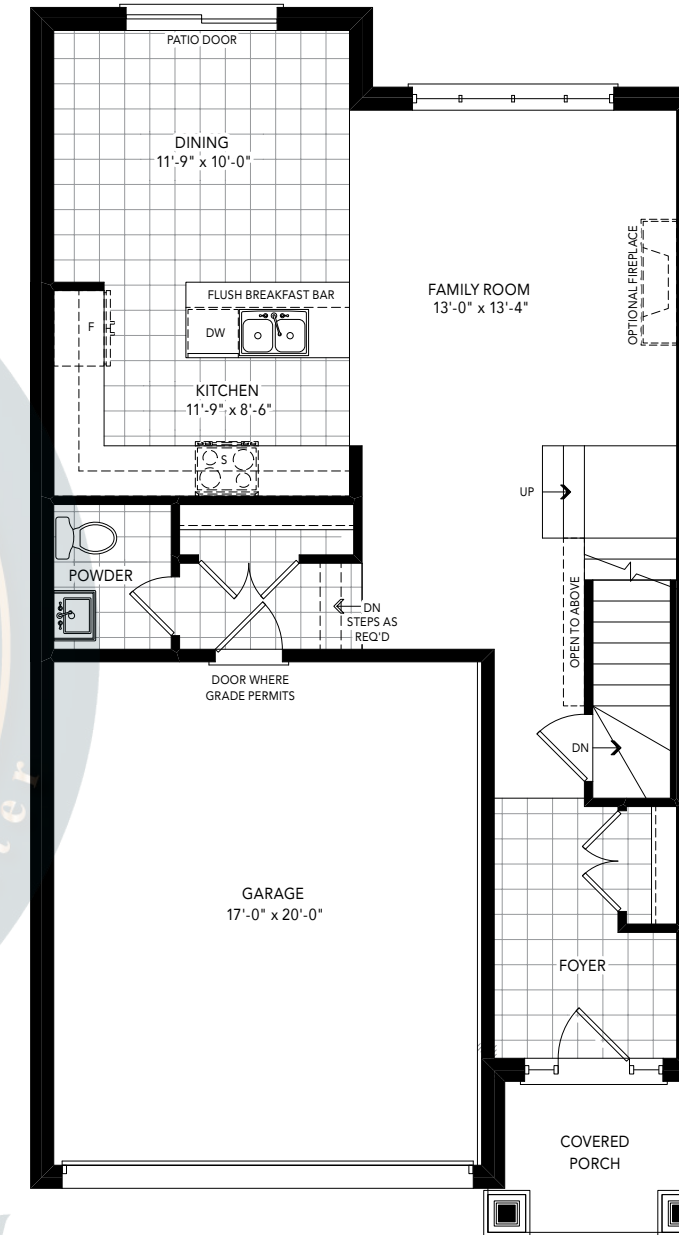 PATIO DOOR
DINING
11'-9" x 10'-0"
FLUSH BREAKFAST BAR
F
DW
KITCHEN
11'-9" x 8'-6"
S
FAMILY ROOM
13'-0" x 13'-4"
OPTIONAL FIREPLACE
UP
POWDER
DN
STEPS AS
REQ'D
OPEN TO ABOVE
DOOR WHERE
GRADE PERMITS
DN
GARAGE
17'-0" x 20'-0"
FOYER
COVERED
PORCH